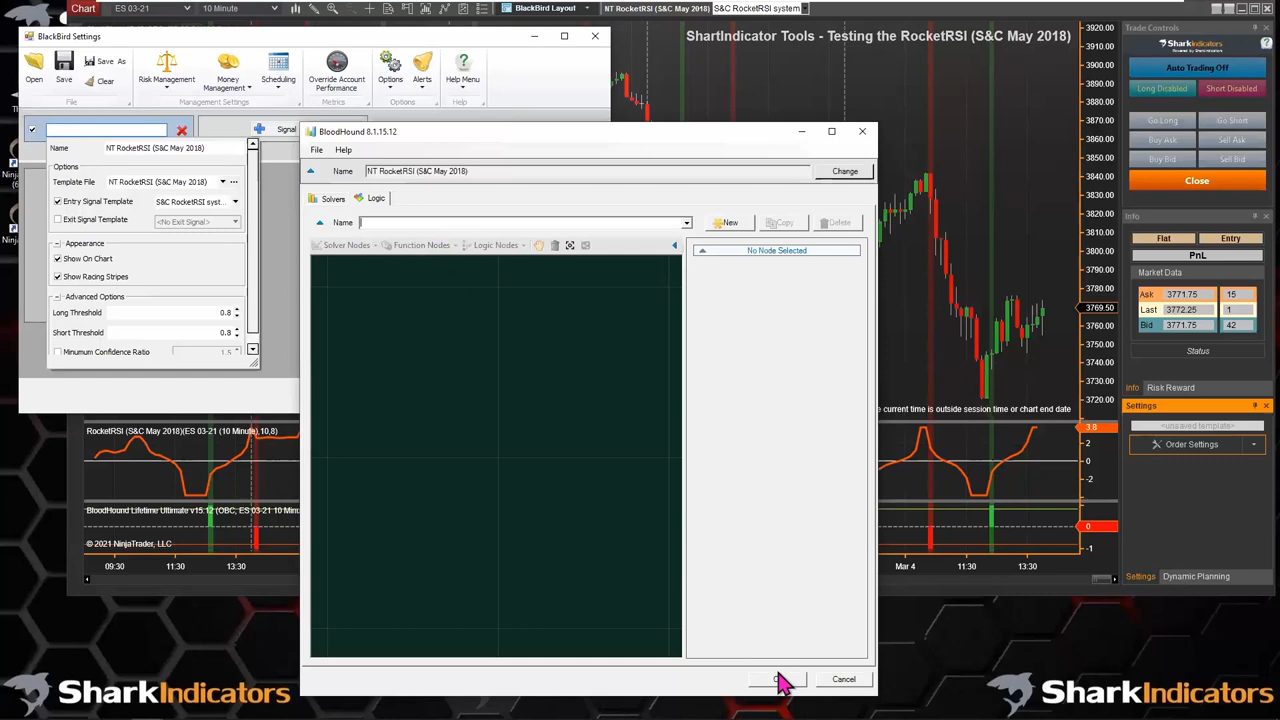 Chart
ES 03-21
10 Minute
BlackBird Layout
NT RocketRSI (S&C May 2018)
S&C RocketRSI system
BlackBird Settings
Open
Save
Save As
Clear
File
Risk Management
Money Management
Scheduling
Management Settings
Override Account Performance
Metrics
Options
Alerts
Options
Help Menu
Help
Signal
Name
NT RocketRSI (S&C May 2018)
Options
Template File
NT RocketRSI (S&C May 2018)
Entry Signal Template
S&C RocketRSI syst...
Exit Signal Template
<No Exit Signal>
Appearance
Show On Chart
Show Racing Stripes
Advanced Options
Long Threshold
0.8
Short Threshold
0.8
Minimum Confidence Ratio
1.5
BloodHound 8.1.15.12
File
Help
Name
NT RocketRSI (S&C May 2018)
Change
Solvers
Logic
Name
New
Copy
Delete
Solver Nodes
Function Nodes
Logic Nodes
No Node Selected
Cancel
ShartIndicator Tools - Testing the RocketRSI (S&C May 2018)
3920.00
3910.00
3900.00
3890.00
3880.00
3870.00
3860.00
3850.00
3840.00
3830.00
3820.00
3810.00
3800.00
3790.00
3780.00
3769.50
3760.00
3750.00
3740.00
3730.00
3720.00
e current time is outside session time or chart end date
RocketRSI (S&C May 2018)(ES 03-21 (10 Minute),10,8)
3.8
2
0
-2
BloodHound Lifetime Ultimate v15.12 (OBC, ES 03-21 10 Minu
0
-1
© 2021 NinjaTrader, LLC
09:30
11:30
13:30
Mar 4
11:30
13:30
Trade Controls
SharkIndicators
Auto Trading Off
Long Disabled
Short Disabled
Go Long
Go Short
Buy Ask
Sell Ask
Buy Bid
Sell Bid
Close
Info
Flat
Entry
PnL
Market Data
Ask
3771.75
15
Last
3772.25
1
Bid
3771.75
42
Status
Info
Risk Reward
Settings
<unsaved template>
Order Settings
Settings
Dynamic Planning
SharkIndicators
SharkIndicators